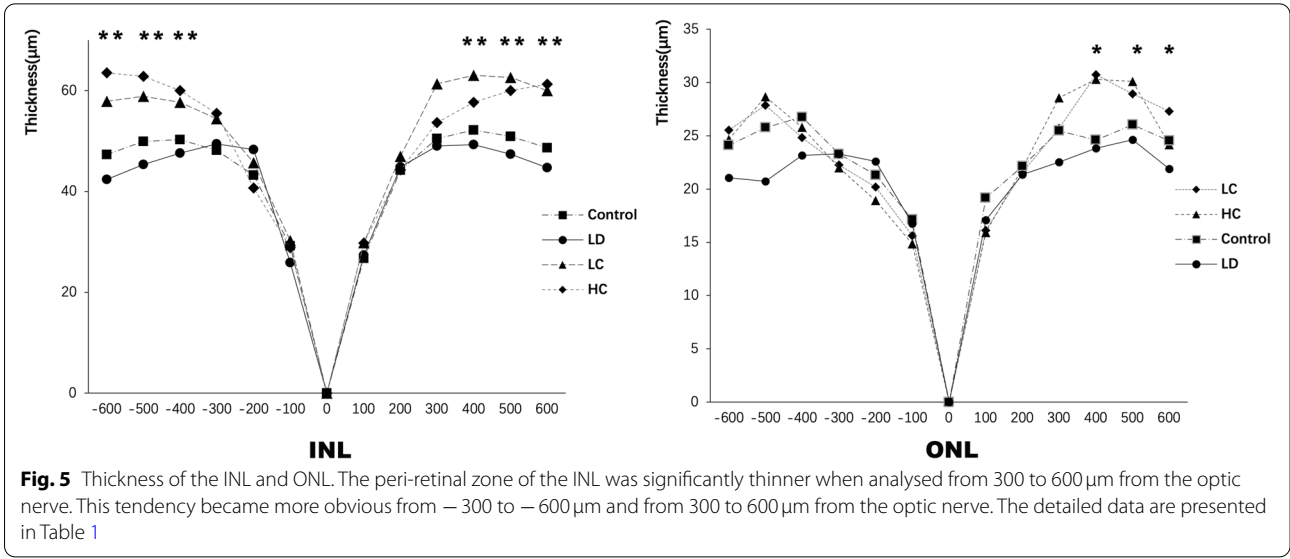 ** ** **
** ** **
Thickness(μm)
60
40
20
0
-600 -500 -400 -300 -200 -100 0 100 200 300 400 500 600
INL
Control
LD
LC
HC
* * *
Thickness(μm)
35
30
25
20
15
10
5
0
-600 -500 -400 -300 -200 -100 0 100 200 300 400 500 600
ONL
LC
HC
Control
LD
Fig. 5 Thickness of the INL and ONL. The peri-retinal zone of the INL was significantly thinner when analysed from 300 to 600 μm from the optic
nerve. This tendency became more obvious from − 300 to − 600 μm and from 300 to 600 μm from the optic nerve. The detailed data are presented
in Table 1